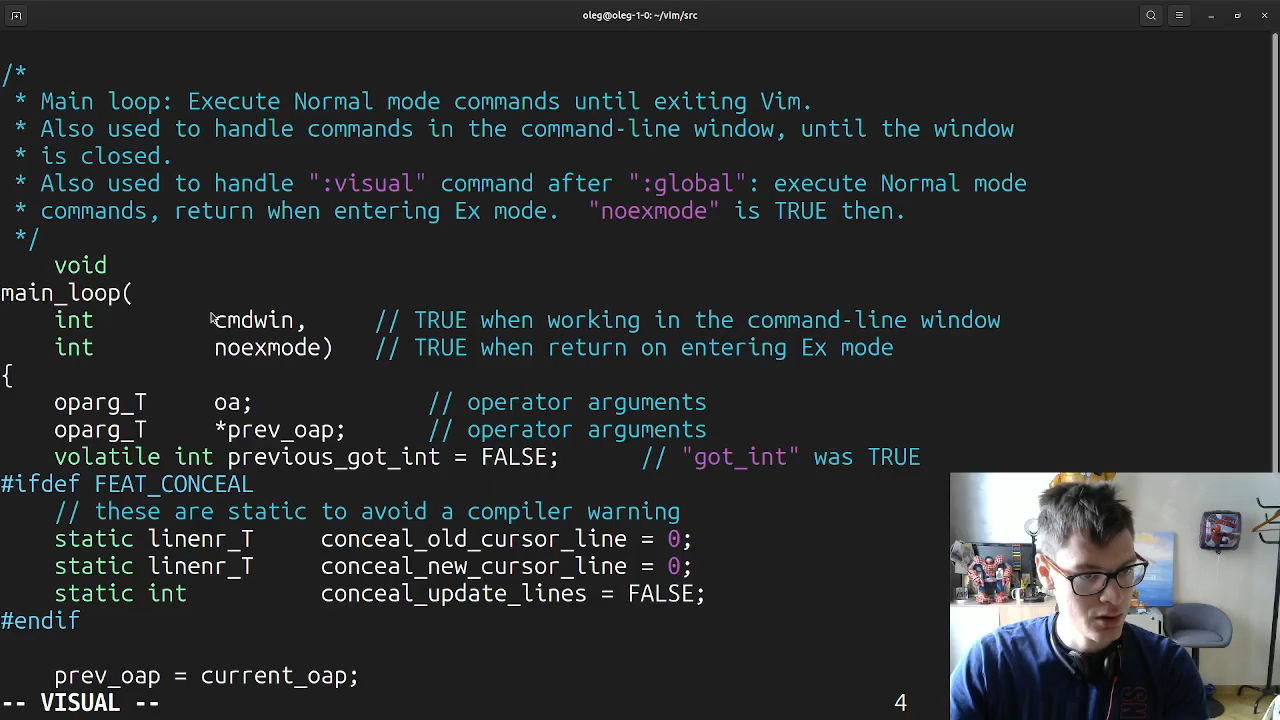 oleg@oleg-1-0: ~/vim/src
/*
 * Main loop: Execute Normal mode commands until exiting Vim.
 * Also used to handle commands in the command-line window, until the window
 * is closed.
 * Also used to handle ":visual" command after ":global": execute Normal mode
 * commands, return when entering Ex mode.  "noexmode" is TRUE then.
 */
    void
main_loop(
    int         cmdwin,     // TRUE when working in the command-line window
    int         noexmode)   // TRUE when return on entering Ex mode
{
    oparg_T     oa;             // operator arguments
    oparg_T     *prev_oap;      // operator arguments
    volatile int previous_got_int = FALSE;      // "got_int" was TRUE
#ifdef FEAT_CONCEAL
    // these are static to avoid a compiler warning
    static linenr_T     conceal_old_cursor_line = 0;
    static linenr_T     conceal_new_cursor_line = 0;
    static int          conceal_update_lines = FALSE;
#endif
    prev_oap = current_oap;
-- VISUAL --                                                        4